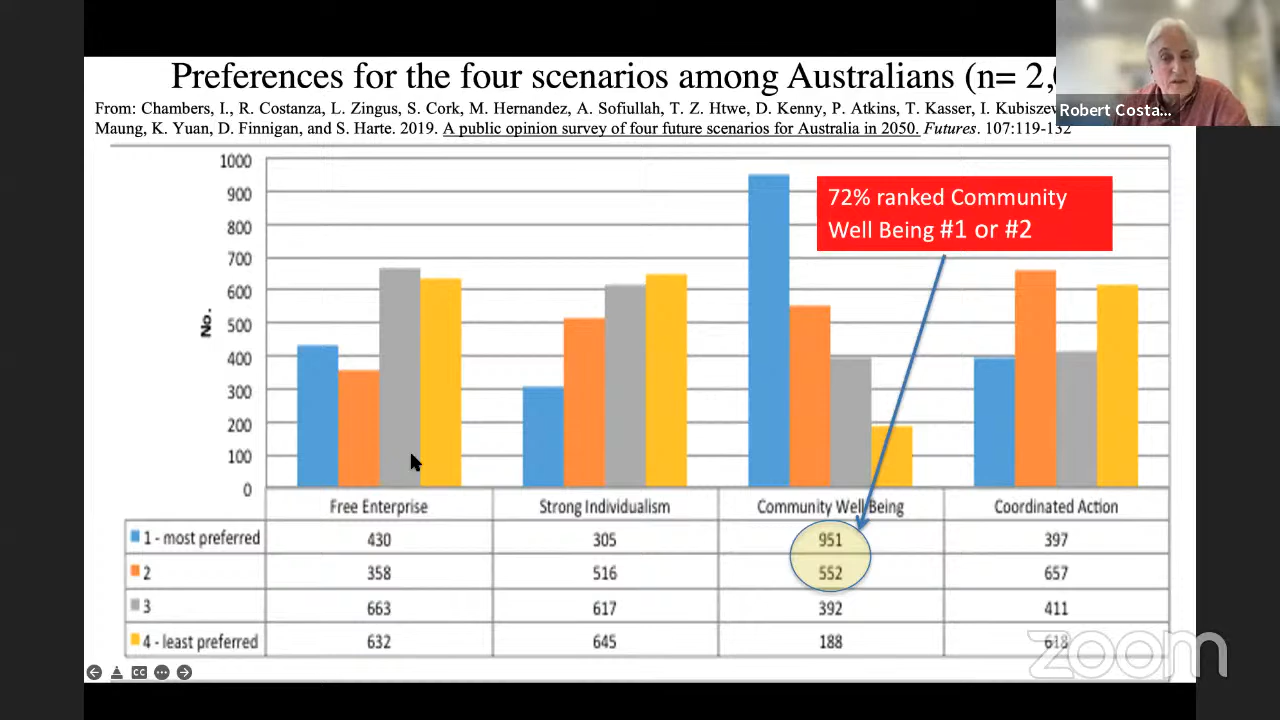 Preferences for the four scenarios among Australians (n= 2,
From: Chambers, I., R. Costanza, L. Zingus, S. Cork, M. Hernandez, A. Sofiullah, T. Z. Htwe, D. Kenny, P. Atkins, T. Kasser, I. Kubiszew
Maung, K. Yuan, D. Finnigan, and S. Harte. 2019. A public opinion survey of four future scenarios for Australia in 2050. Futures. 107:119-132
Robert Costa...
1000
900
800
700
600
500
400
300
200
100
0
No.
72% ranked Community
Well Being #1 or #2
Free Enterprise Strong Individualism Community Well Being Coordinated Action
1 - most preferred 430 305 951 397
2 358 516 552 657
3 663 617 392 411
4 - least preferred 632 645 188 618
zoom